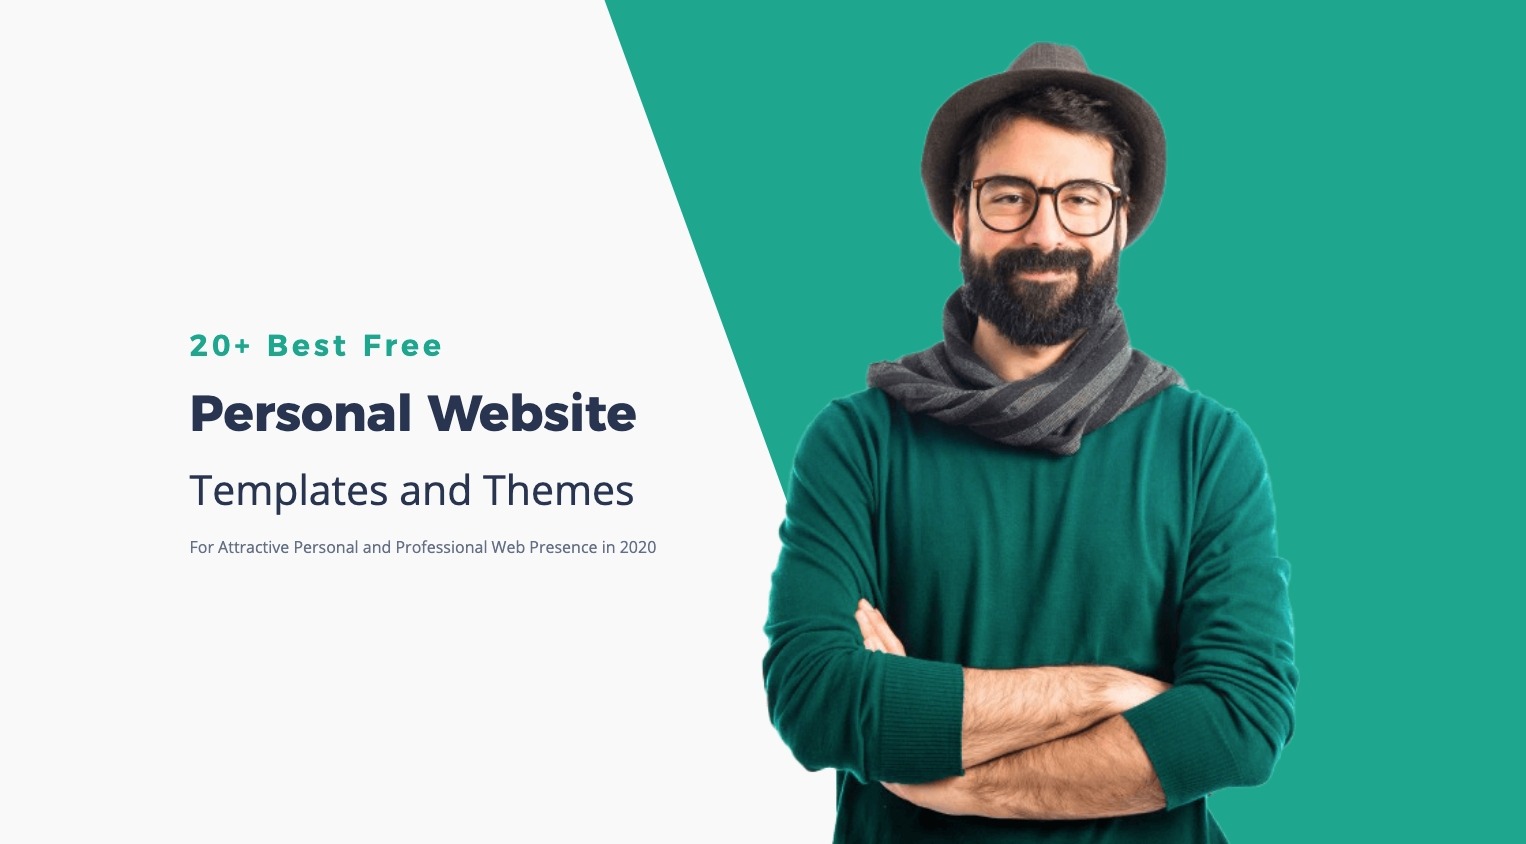 20+ Best Free
Personal Website
Templates and Themes
For Attractive Personal and Professional Web Presence in 2020